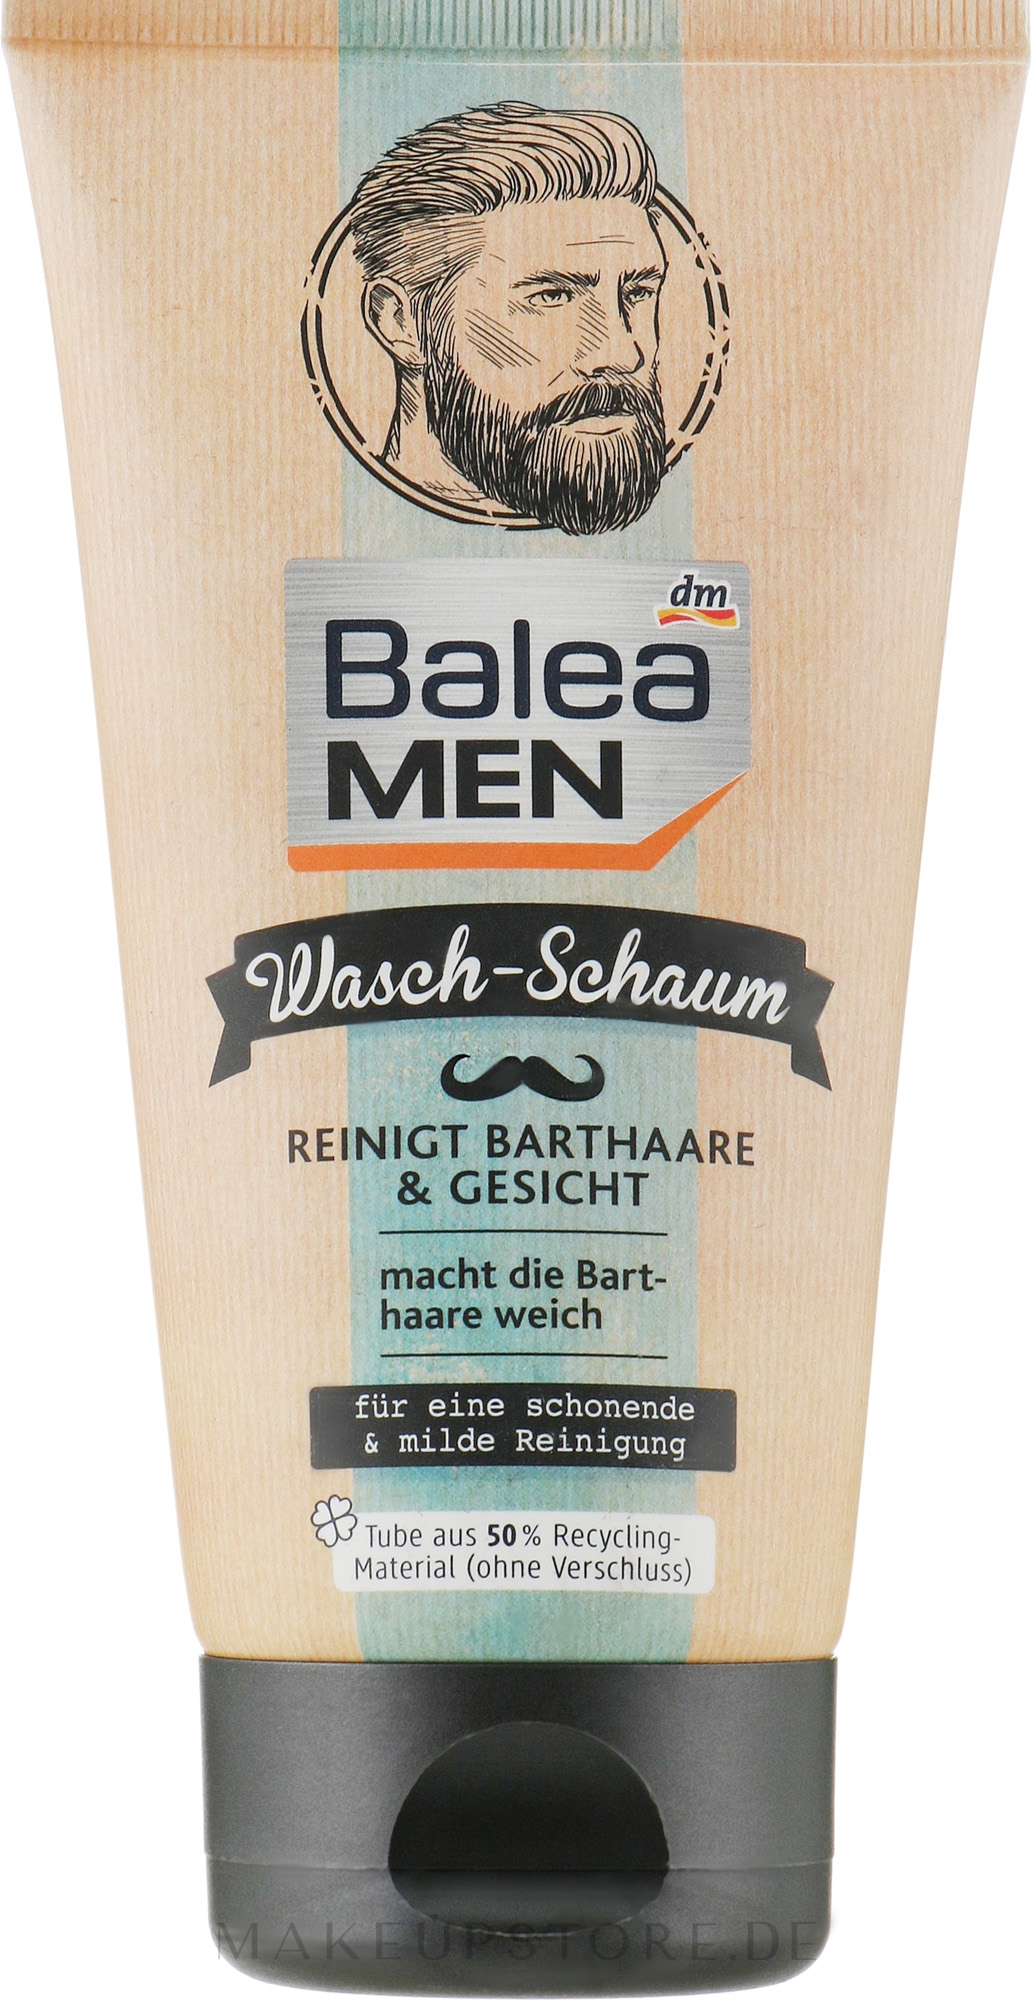 dm
Balea
MEN
Wasch-Schaum
REINIGT BARTHAARE
& GESICHT
macht die Bart-
haare weich
für eine schonende
& milde Reinigung
Tube aus 50% Recycling-
Material (ohne Verschluss)
MAKEUPSTORE.DE